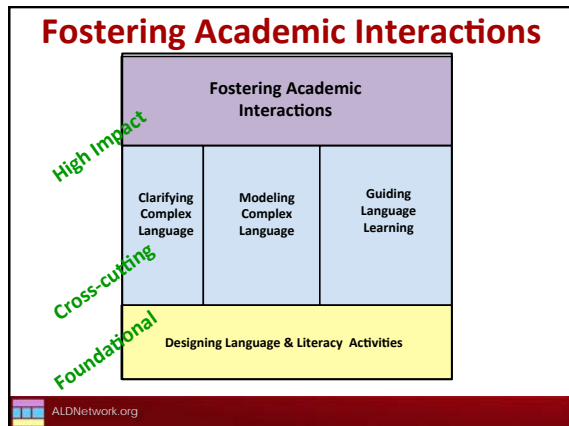 Fostering Academic Interactions
Fostering Academic
Interactions
High Impact
Clarifying
Complex
Language
Modeling
Complex
Language
Guiding
Language
Learning
Cross-cutting
Designing Language & Literacy Activities
Foundational
ALDNetwork.org